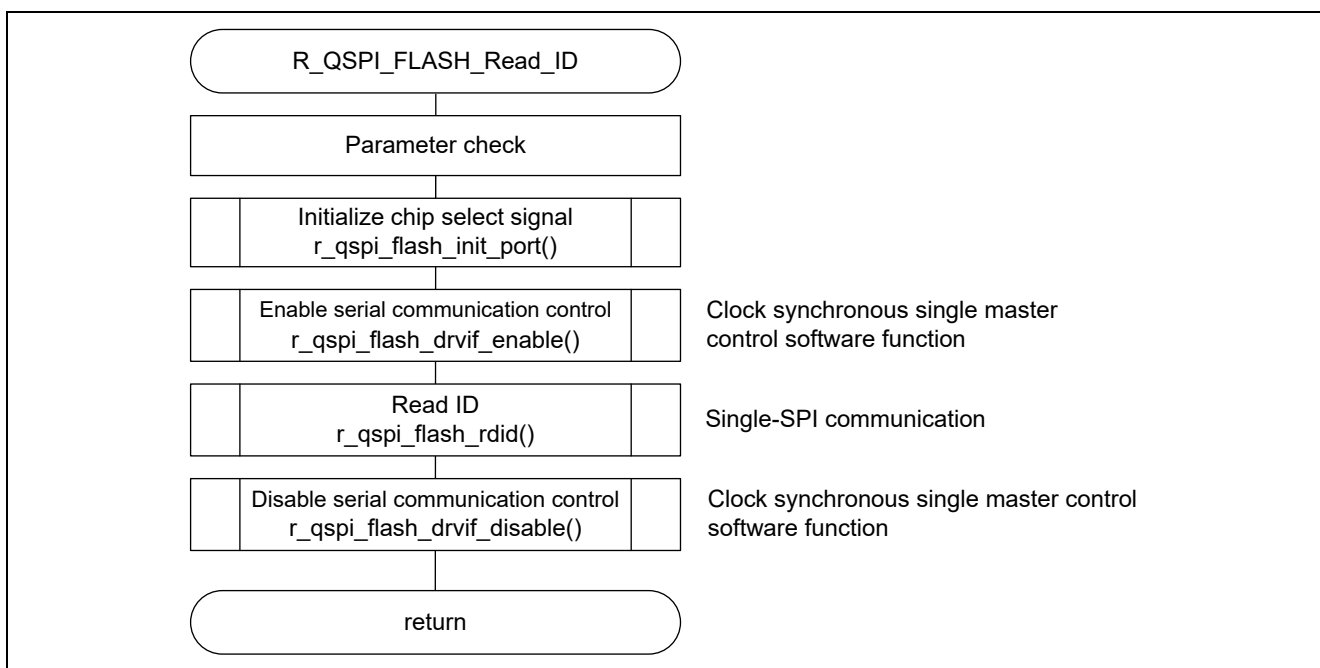 R_QSPI_FLASH_Read_ID
Parameter check
Initialize chip select signal
r_qspi_flash_init_port()
Enable serial communication control
r_qspi_flash_drvif_enable()
Clock synchronous single master
control software function
Read ID
r_qspi_flash_rdid()
Single-SPI communication
Disable serial communication control
r_qspi_flash_drvif_disable()
Clock synchronous single master control
software function
return